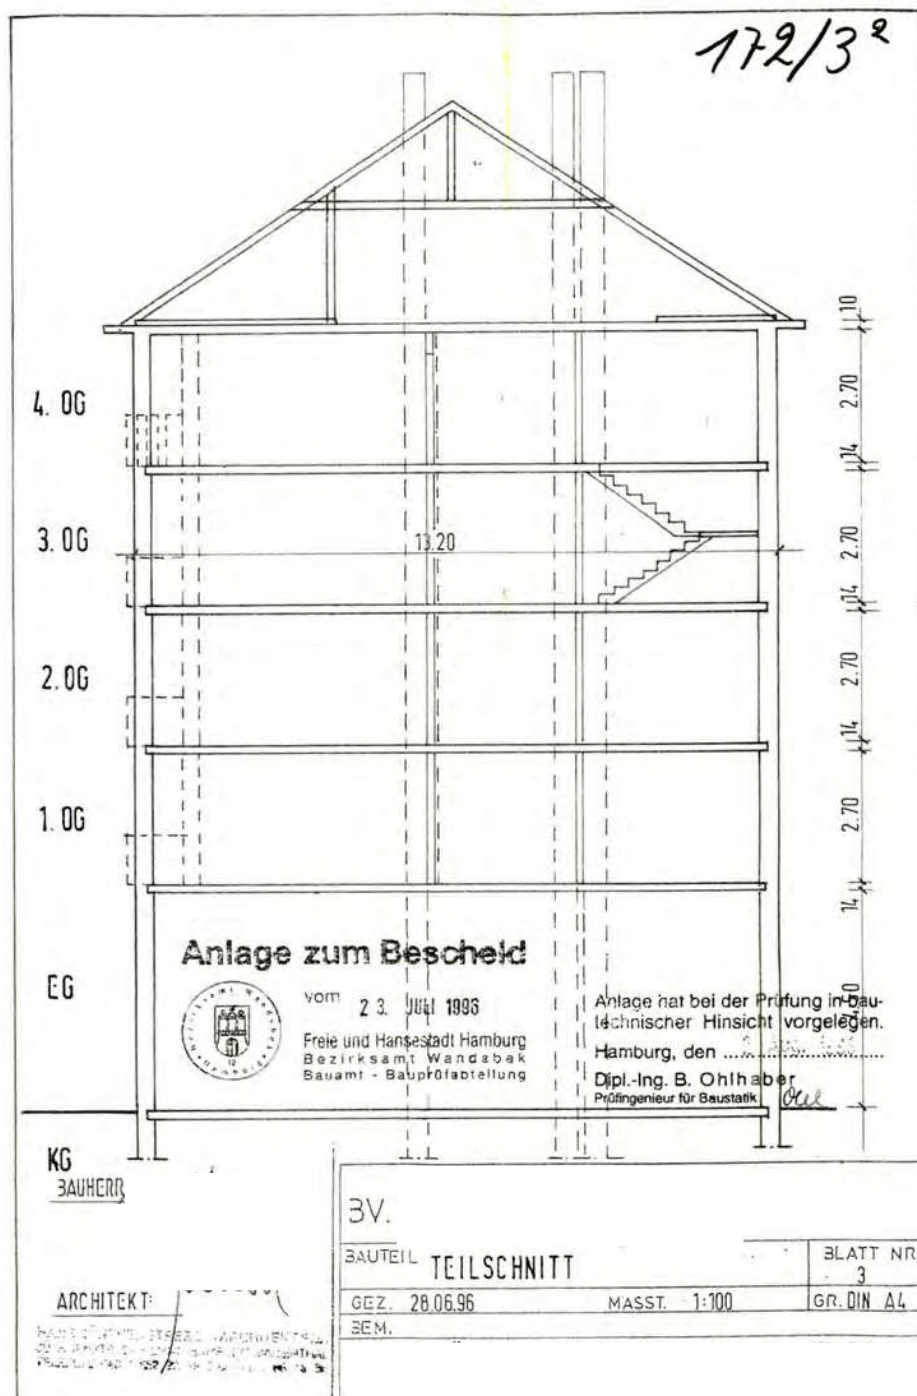 172/3²
10
4. OG
2.70
14
3. OG
13.20
2.70
14
2.OG
2.70
14
1. OG
2.70
14
Anlage zum Bescheid
EG
vom 23. JULI 1996
Freie und Hansestadt Hamburg
Bezirksamt Wandsbek
Bauamt - Bauprüfabteilung
Anlage hat bei der Prüfung in bau-
technischer Hinsicht vorgelegen.
Hamburg, den
Dipl.-Ing. B. Ohlhaber
Prüfingenieur für Baustatik
KG
BAUHERR
BV.
BAUTEIL TEILSCHNITT
BLATT NR
3
ARCHITEKT:
GEZ. 28.06.96 MASST. 1:100 GR. DIN A4
BEM.